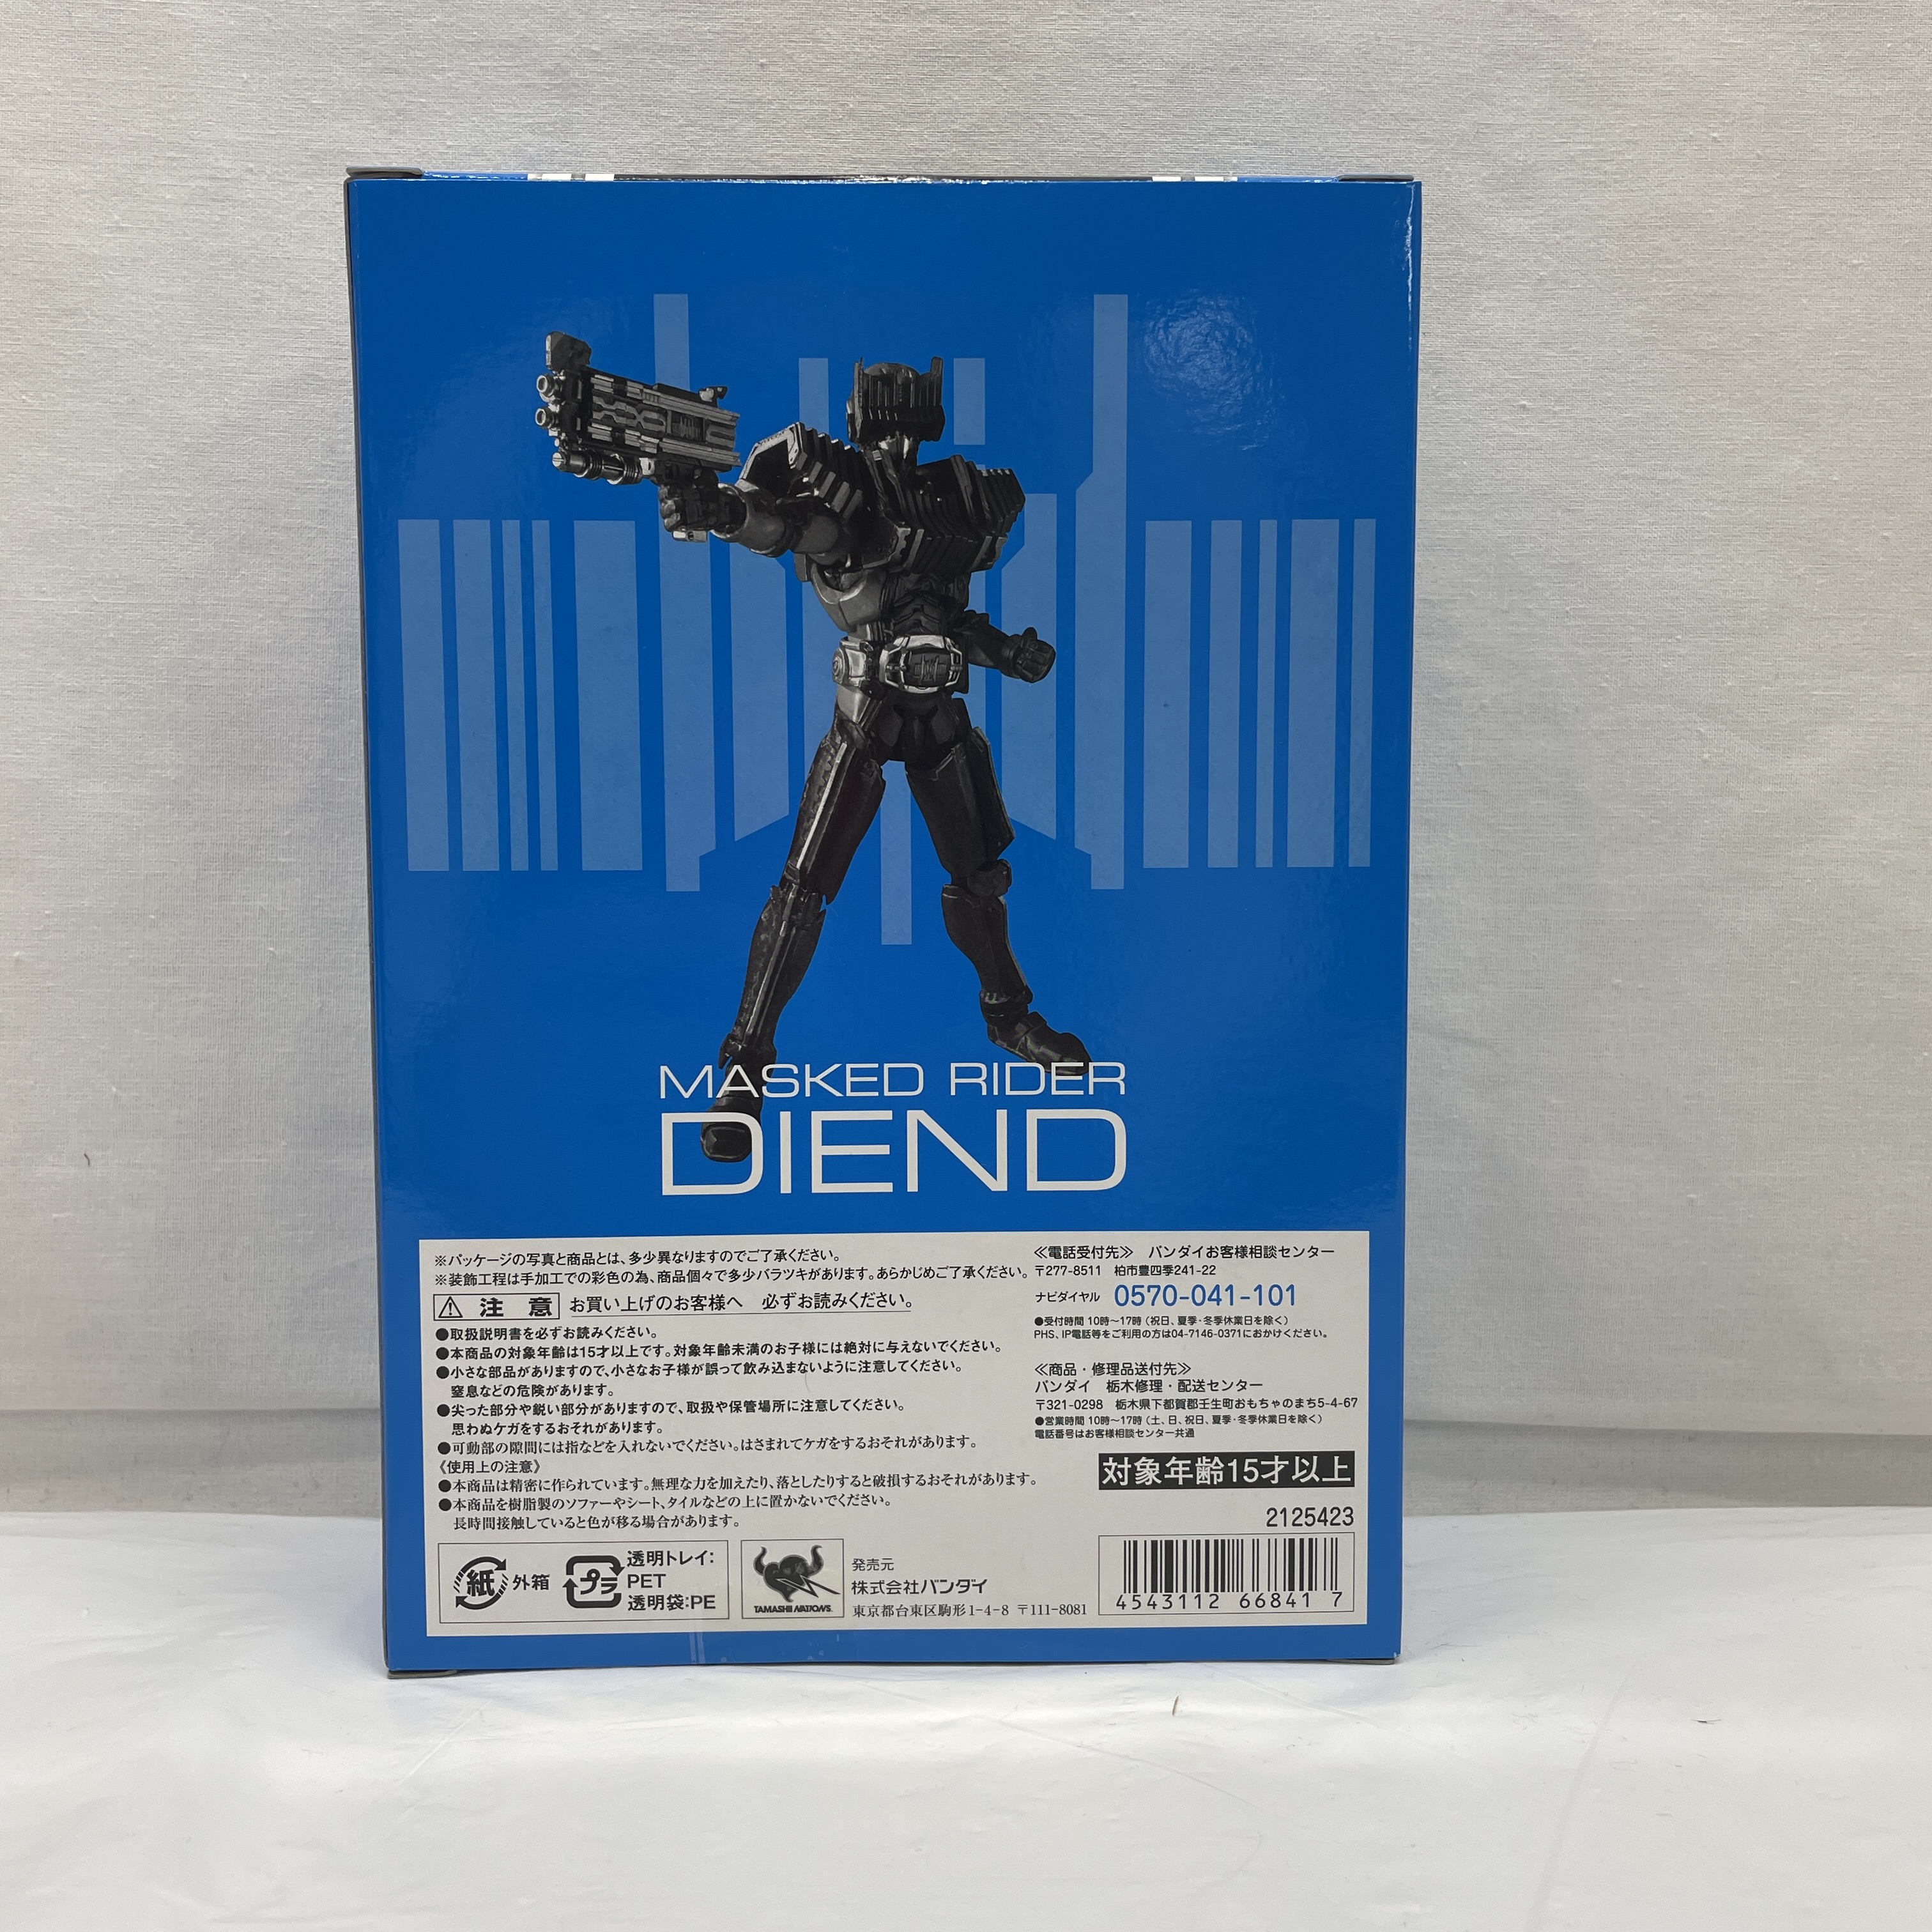 MASKED RIDER
DIEND
※パッケージの写真と商品とは、多少異なりますのでご了承ください。
※装飾工程は手加工での彩色の為、商品個々で多少バラツキがあります。あらかじめご了承ください。
注 意 お買い上げのお客様へ 必ずお読みください。
●取扱説明書を必ずお読みください。
●本商品の対象年齢は15才以上です。対象年齢未満のお子様には絶対に与えないでください。
●小さな部品がありますので、小さなお子様が誤って飲み込まないように注意してください。
窒息などの危険があります。
●尖った部分や鋭い部分がありますので、取扱や保管場所に注意してください。
思わぬケガをするおそれがあります。
●可動部の隙間には指などを入れないでください。はさまれてケガをするおそれがあります。
《使用上の注意》
●本商品は精密に作られています。無理な力を加えたり、落としたりすると破損するおそれがあります。
●本商品を樹脂製のソファーやシート、タイルなどの上に置かないでください。
長時間接触していると色が移る場合があります。
≪電話受付先≫ バンダイお客様相談センター
〒277-8511 柏市豊四季241-22
ナビダイヤル 0570-041-101
●受付時間 10時〜17時(祝日、夏季・冬季休業日を除く)
PHS、IP電話等をご利用の方は04-7146-0371におかけください。
≪商品・修理品送付先≫
バンダイ 栃木修理・配送センター
〒321-0298 栃木県下都賀郡壬生町おもちゃのまち5-4-67
●営業時間 10時〜17時(土、日、祝日、夏季・冬季休業日を除く)
電話番号はお客様相談センター共通
対象年齢15才以上
2125423
紙 外箱
プラ 透明トレイ:
PET
透明袋:PE
TAMASHII NATIONS
発売元
株式会社バンダイ
東京都台東区駒形1-4-8 〒111-8081
4543112 66841 7